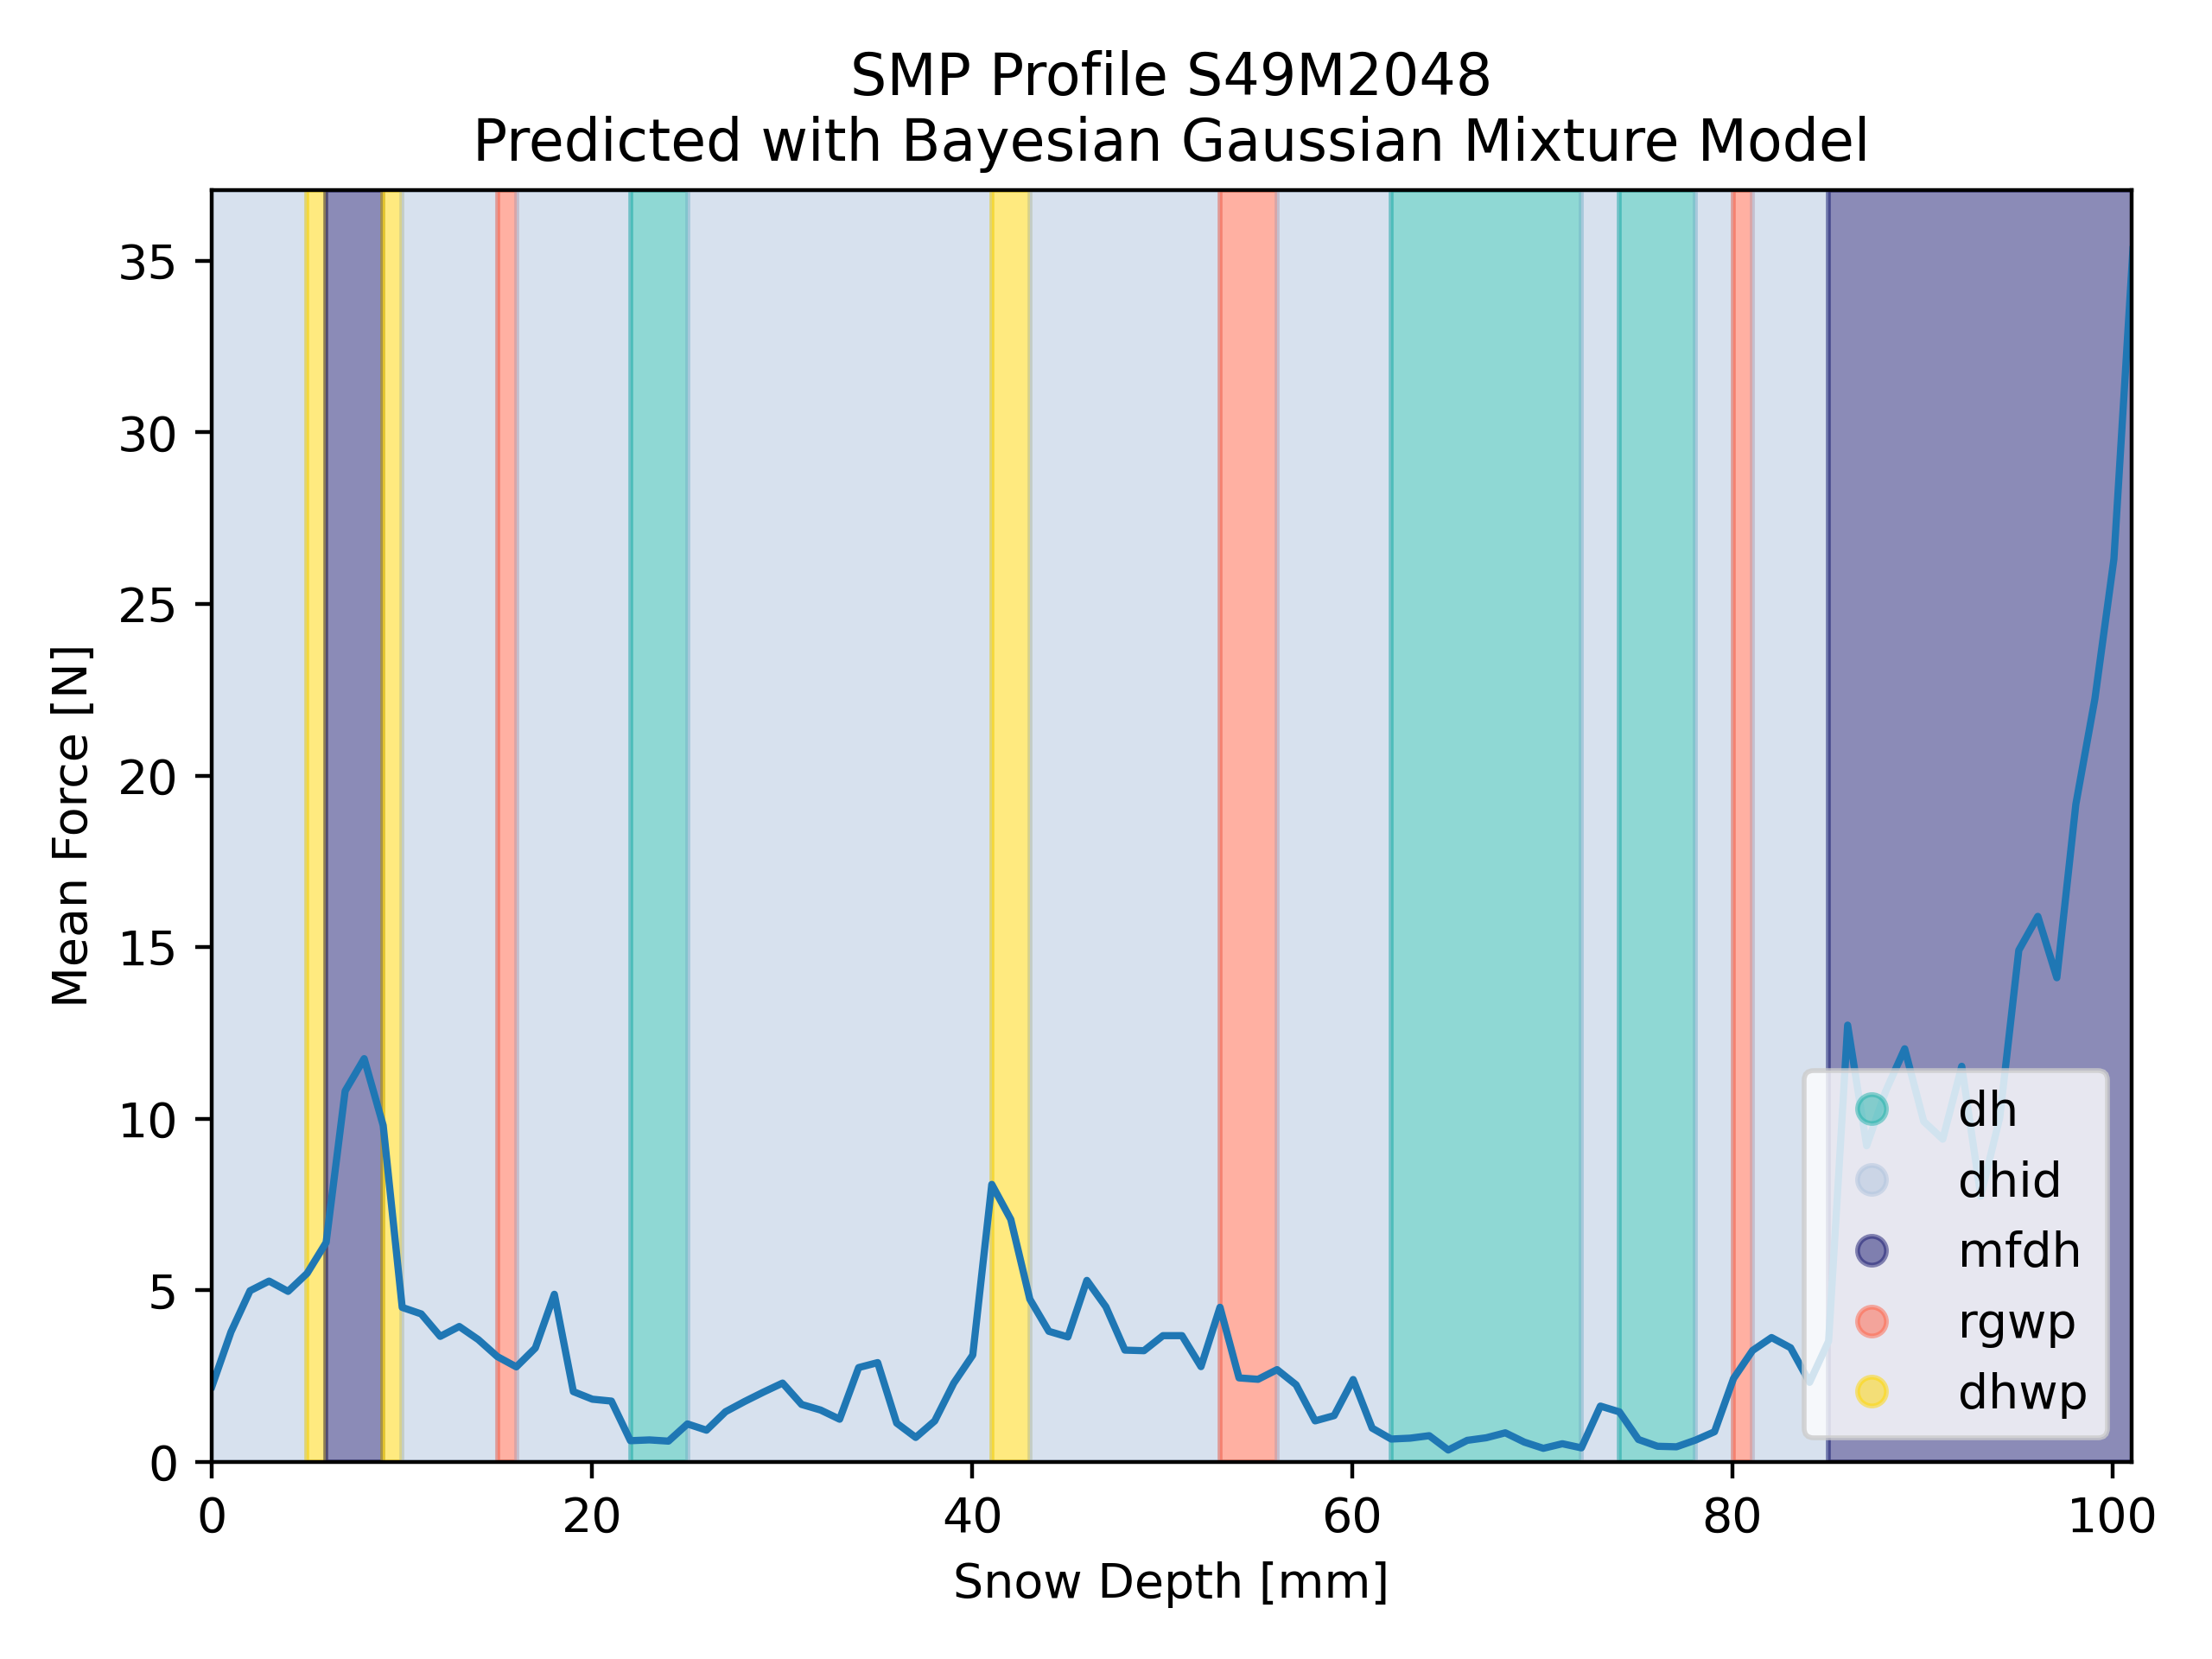 SMP Profile S49M2048
Predicted with Bayesian Gaussian Mixture Model
35
30
25
20
15
10
5
0
Mean Force [N]
dh
dhid
mfdh
rgwp
dhwp
0 20 40 60 80 100
Snow Depth [mm]